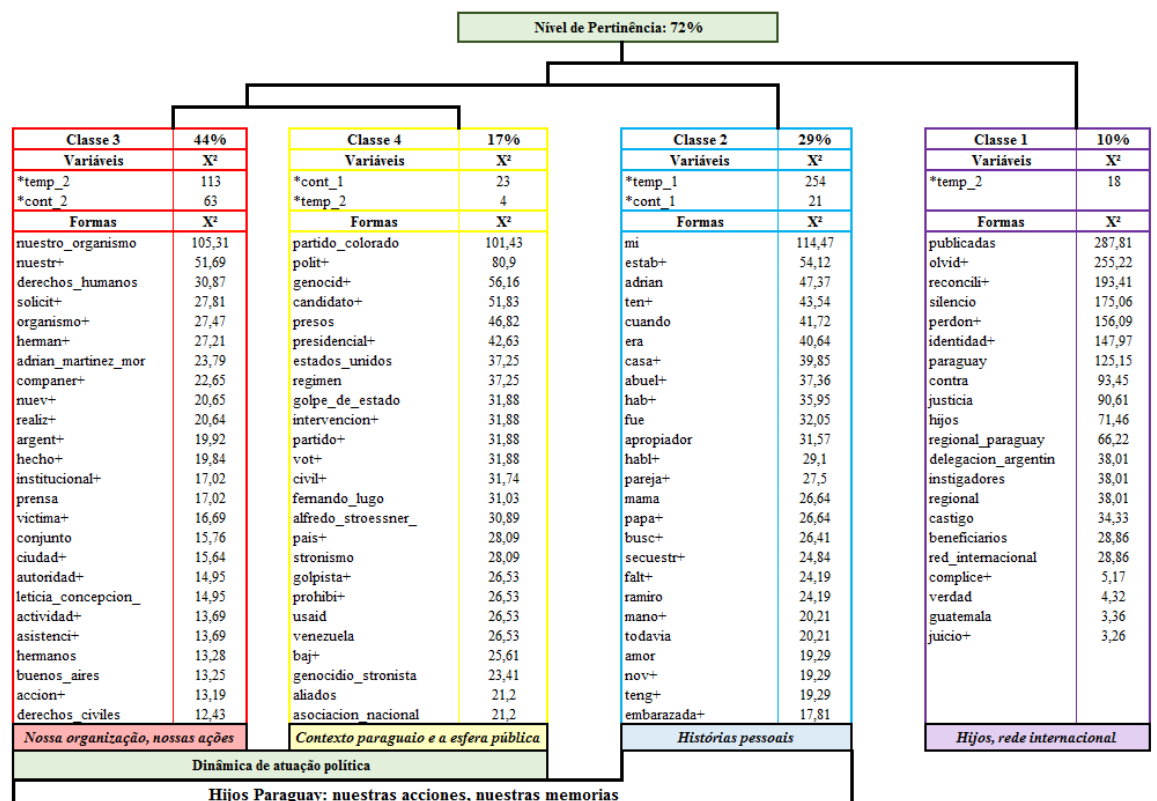 Nível de Pertinência: 72%
Classe 3 44%
Variáveis X²
*temp_2 113
*cont_2 63
Formas X²
nuestro_organismo 105,31
nuestr+ 51,69
derechos_humanos 30,87
solicit+ 27,81
organismo+ 27,47
herman+ 27,21
adrian_martinez_mor 23,79
companer+ 22,65
nuev+ 20,65
realiz+ 20,64
argent+ 19,92
hecho+ 19,84
institucional+ 17,02
prensa 17,02
victima+ 16,69
conjunto 15,76
ciudad+ 15,64
autoridad+ 14,95
leticia_concepcion_ 14,95
actividad+ 13,69
asistenci+ 13,69
hermanos 13,28
buenos_aires 13,25
accion+ 13,19
derechos_civiles 12,43
Nossa organização, nossas ações
Classe 4 17%
Variáveis X²
*cont_1 23
*temp_2 4
Formas X²
partido_colorado 101,43
polit+ 80,9
genocid+ 56,16
candidato+ 51,83
presos 46,82
presidencial+ 42,63
estados_unidos 37,25
regimen 37,25
golpe_de_estado 31,88
intervencion+ 31,88
partido+ 31,88
vot+ 31,88
civil+ 31,74
fernando_lugo 31,03
alfredo_stroessner_ 30,89
pais+ 28,09
stronismo 28,09
golpista+ 26,53
prohibi+ 26,53
usaid 26,53
venezuela 26,53
baj+ 25,61
genocidio_stronista 23,41
aliados 21,2
asociacion_nacional 21,2
Contexto paraguaio e a esfera pública
Classe 2 29%
Variáveis X²
*temp_1 254
*cont_1 21
Formas X²
mi 114,47
estab+ 54,12
adrian 47,37
ten+ 43,54
cuando 41,72
era 40,64
casa+ 39,85
abuel+ 37,36
hab+ 35,95
fue 32,05
apropiador 31,57
habl+ 29,1
pareja+ 27,5
mama 26,64
papa+ 26,64
busc+ 26,41
secuestr+ 24,84
falt+ 24,19
ramiro 24,19
mano+ 20,21
todavia 20,21
amor 19,29
nov+ 19,29
teng+ 19,29
embarazada+ 17,81
Histórias pessoais
Classe 1 10%
Variáveis X²
*temp_2 18
Formas X²
publicadas 287,81
olvid+ 255,22
reconcili+ 193,41
silencio 175,06
perdon+ 156,09
identidad+ 147,97
paraguay 125,15
contra 93,45
justicia 90,61
hijos 71,46
regional_paraguay 66,22
delegacion_argentin 38,01
instigadores 38,01
regional 38,01
castigo 34,33
beneficiarios 28,86
red_internacional 28,86
complice+ 5,17
verdad 4,32
guatemala 3,36
juicio+ 3,26
Hijos, rede internacional
Dinâmica de atuação política
Hijos Paraguay: nuestras acciones, nuestras memorias